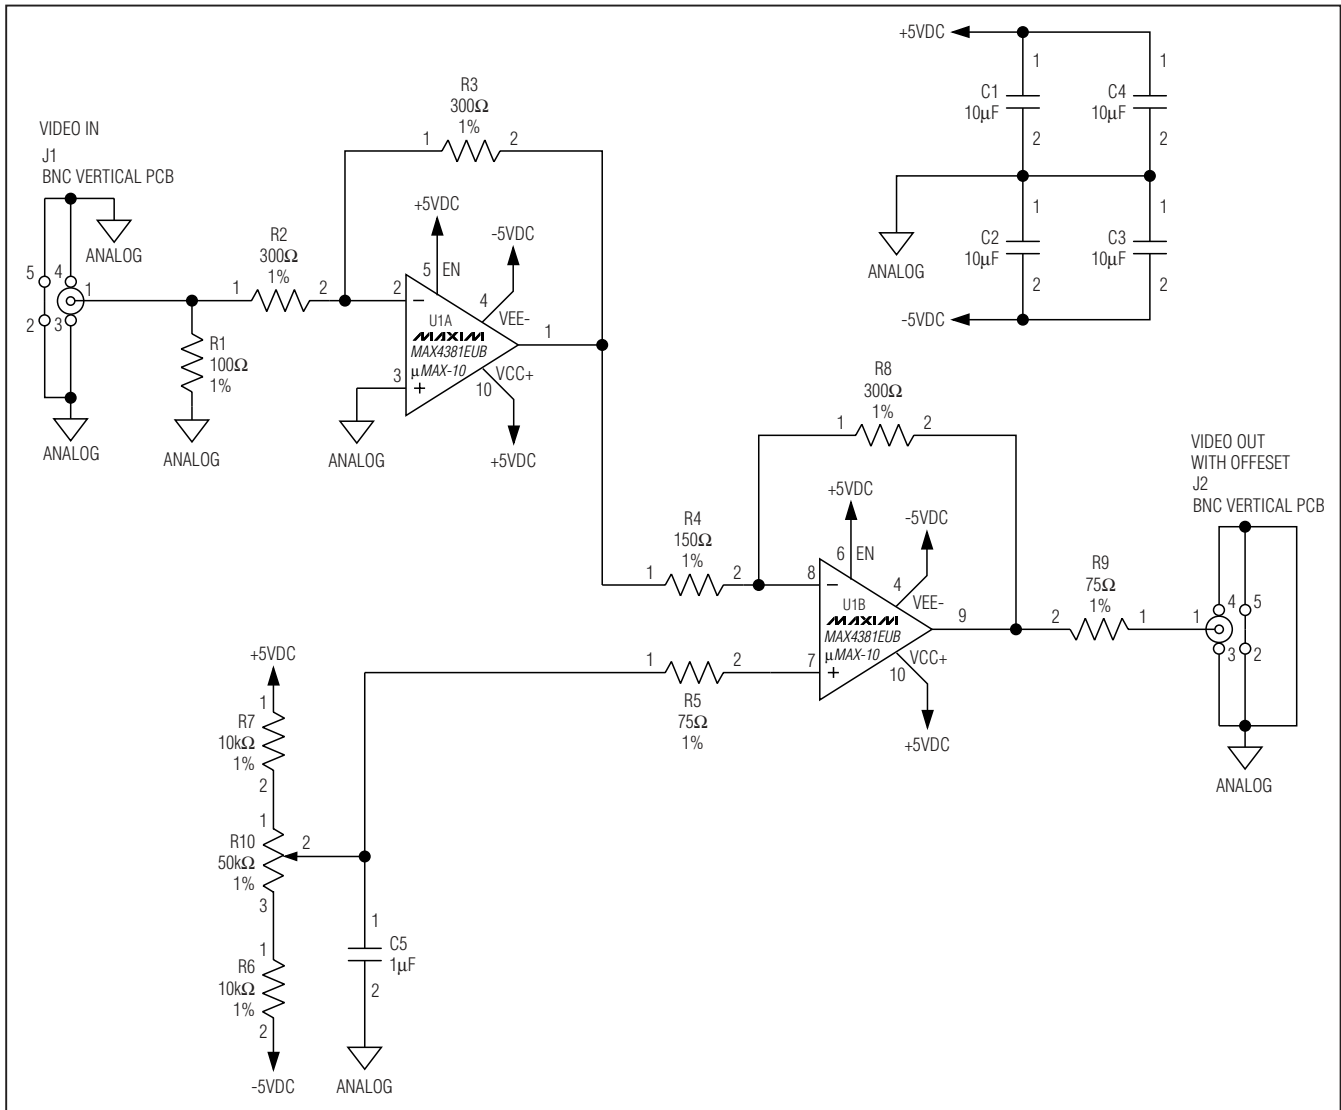 VIDEO IN
J1
BNC VERTICAL PCB
ANALOG
5
4
1
2
3
ANALOG
R1
100Ω
1%
ANALOG
1
R2
300Ω
1%
2
1
R3
300Ω
1%
2
+5VDC
5
EN
-5VDC
4
VEE-
2
−
U1A
MAXIM
MAX4381EUB
μMAX-10
3
+
1
VCC+
10
+5VDC
ANALOG
+5VDC
1
C1
10μF
2
1
C4
10μF
2
ANALOG
1
C2
10μF
2
1
C3
10μF
2
-5VDC
1
R8
300Ω
1%
2
1
R4
150Ω
1%
2
+5VDC
6
EN
-5VDC
4
VEE-
8
−
U1B
MAXIM
MAX4381EUB
μMAX-10
7
+
9
VCC+
10
+5VDC
1
R5
75Ω
1%
2
2
R9
75Ω
1%
1
VIDEO OUT
WITH OFFESET
J2
BNC VERTICAL PCB
1
4
5
3
2
ANALOG
+5VDC
1
R7
10kΩ
1%
2
1
R10
50kΩ
1%
2
3
1
R6
10kΩ
1%
2
-5VDC
1
C5
1μF
2
ANALOG